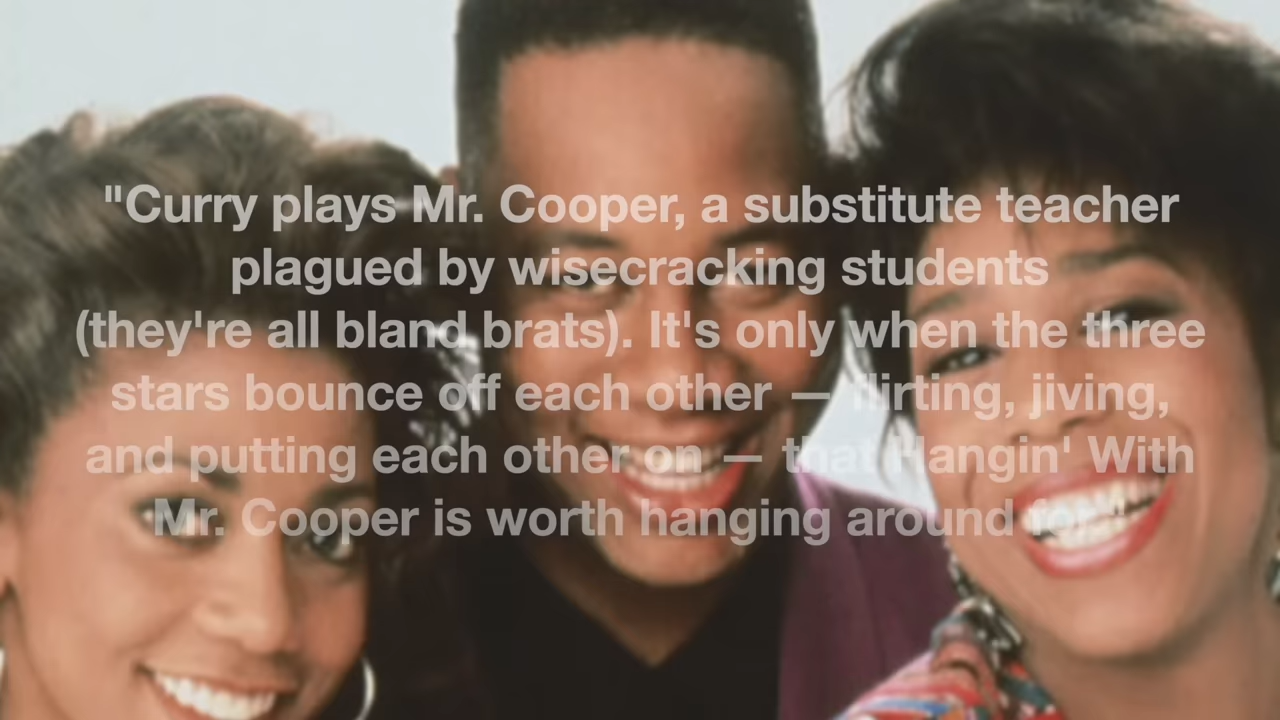 "Curry plays Mr. Cooper, a substitute teacher
plagued by wisecracking students
(they're all bland brats). It's only when the three
stars bounce off each other — flirting, jiving,
and putting each other on — that Hangin' With
Mr. Cooper is worth hanging around for."